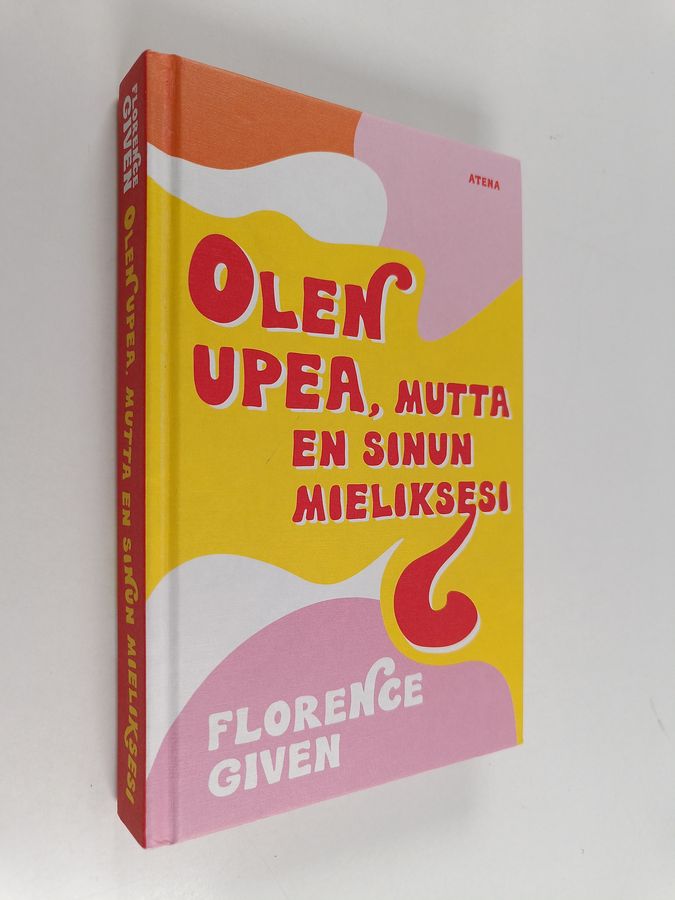 FLORENCE
GIVEN
OLEN UPEA, MUTTA EN SINUN MIELIKSESI
ATENA
OLEN
UPEA, MUTTA
EN SINUN
MIELIKSESI
FLORENCE
GIVEN